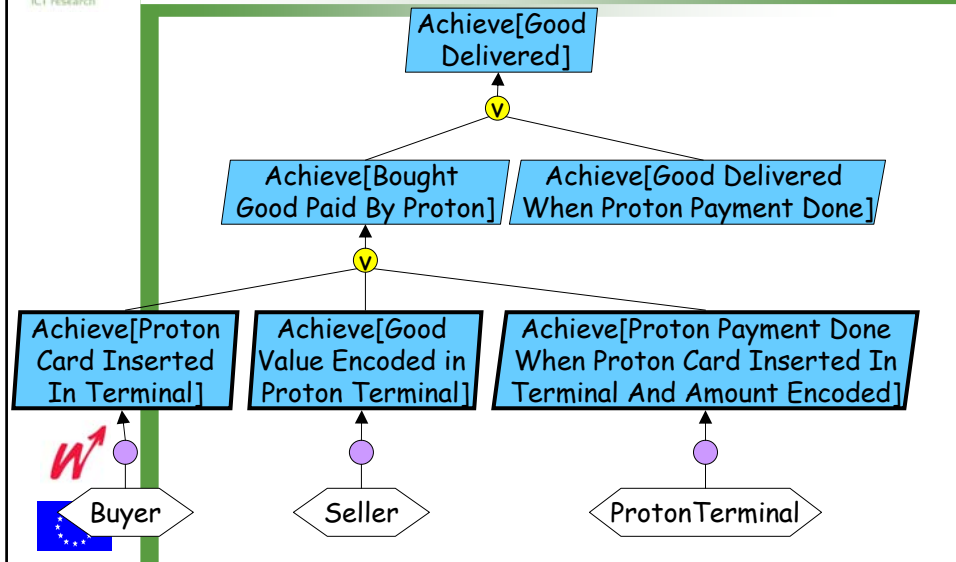 ICT research
Achieve[Good
Delivered]
v
Achieve[Bought
Good Paid By Proton]
Achieve[Good Delivered
When Proton Payment Done]
v
Achieve[Proton
Card Inserted
In Terminal]
Achieve[Good
Value Encoded in
Proton Terminal]
Achieve[Proton Payment Done
When Proton Card Inserted In
Terminal And Amount Encoded]
W
Buyer
Seller
ProtonTerminal